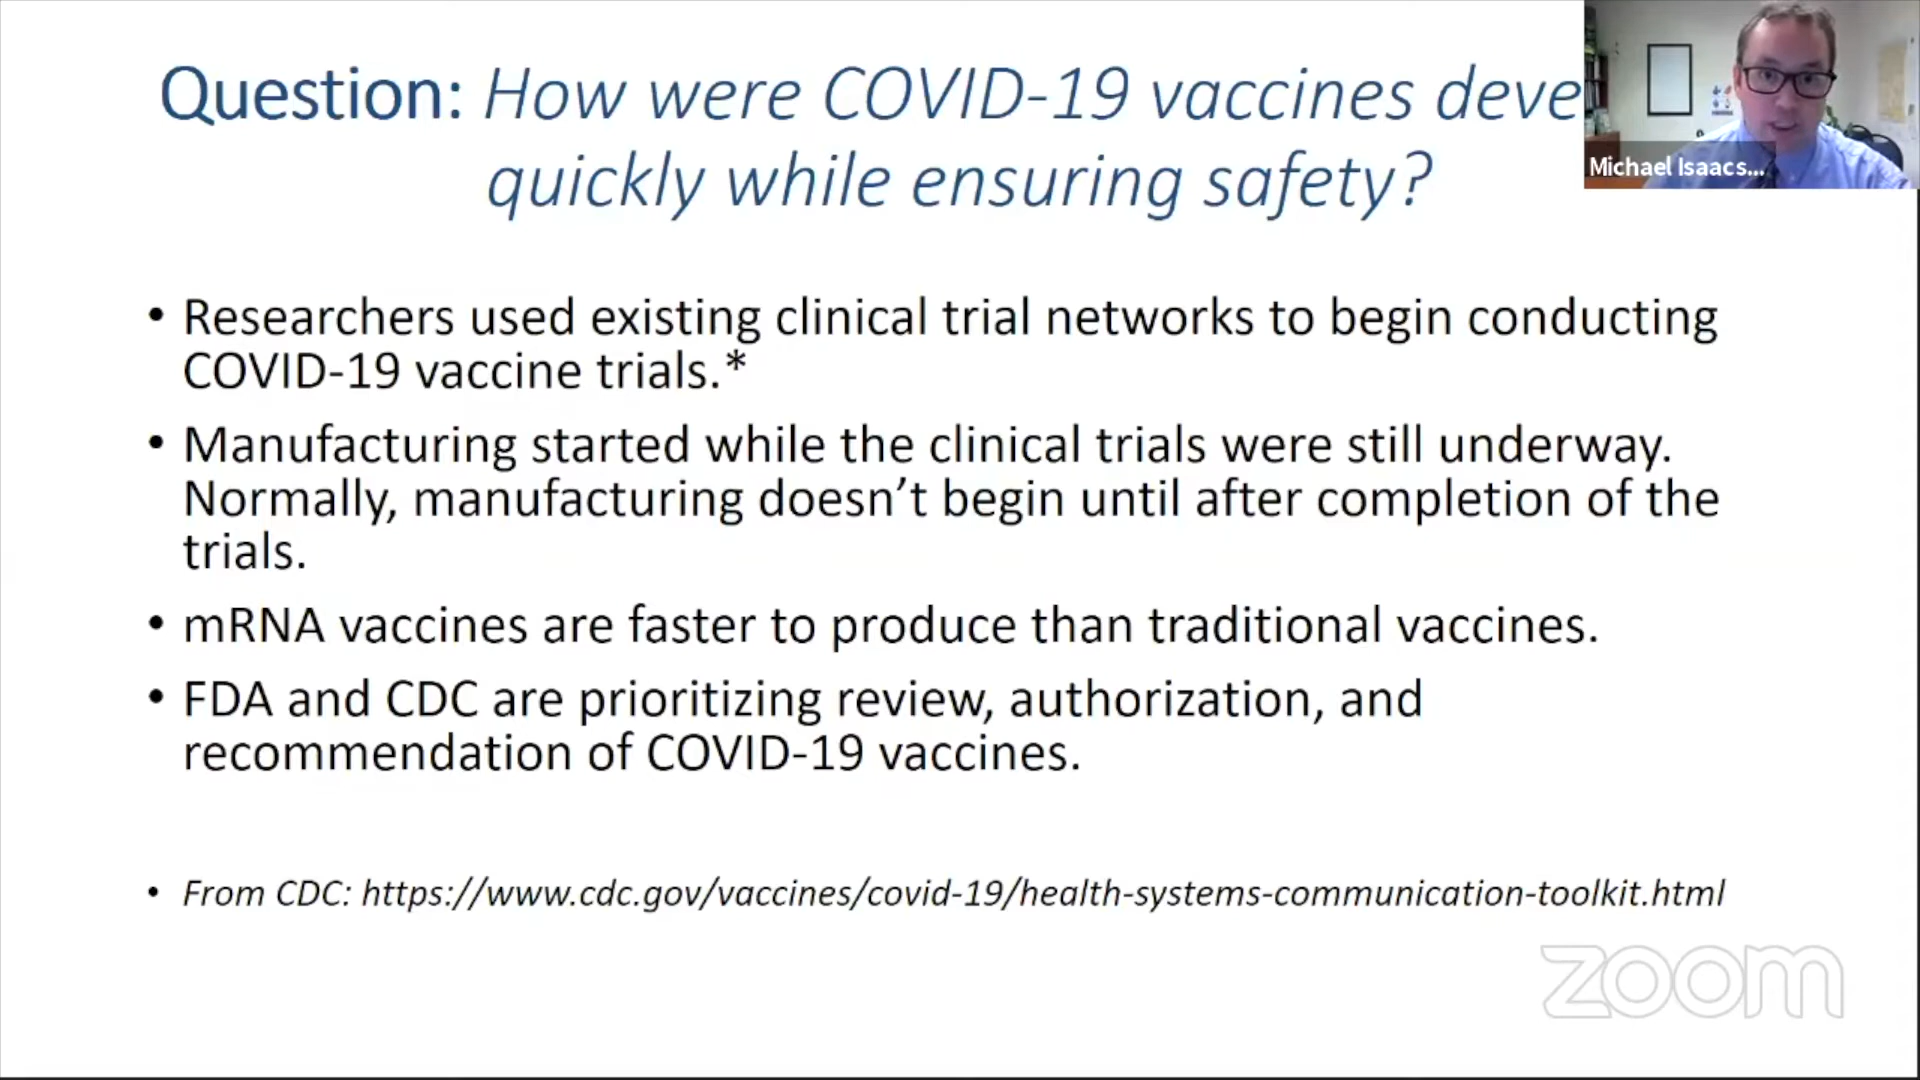 Question: How were COVID-19 vaccines deve
quickly while ensuring safety?
Michael Isaacs...
• Researchers used existing clinical trial networks to begin conducting
COVID-19 vaccine trials.*
• Manufacturing started while the clinical trials were still underway.
Normally, manufacturing doesn’t begin until after completion of the
trials.
• mRNA vaccines are faster to produce than traditional vaccines.
• FDA and CDC are prioritizing review, authorization, and
recommendation of COVID-19 vaccines.
• From CDC: https://www.cdc.gov/vaccines/covid-19/health-systems-communication-toolkit.html
zoom